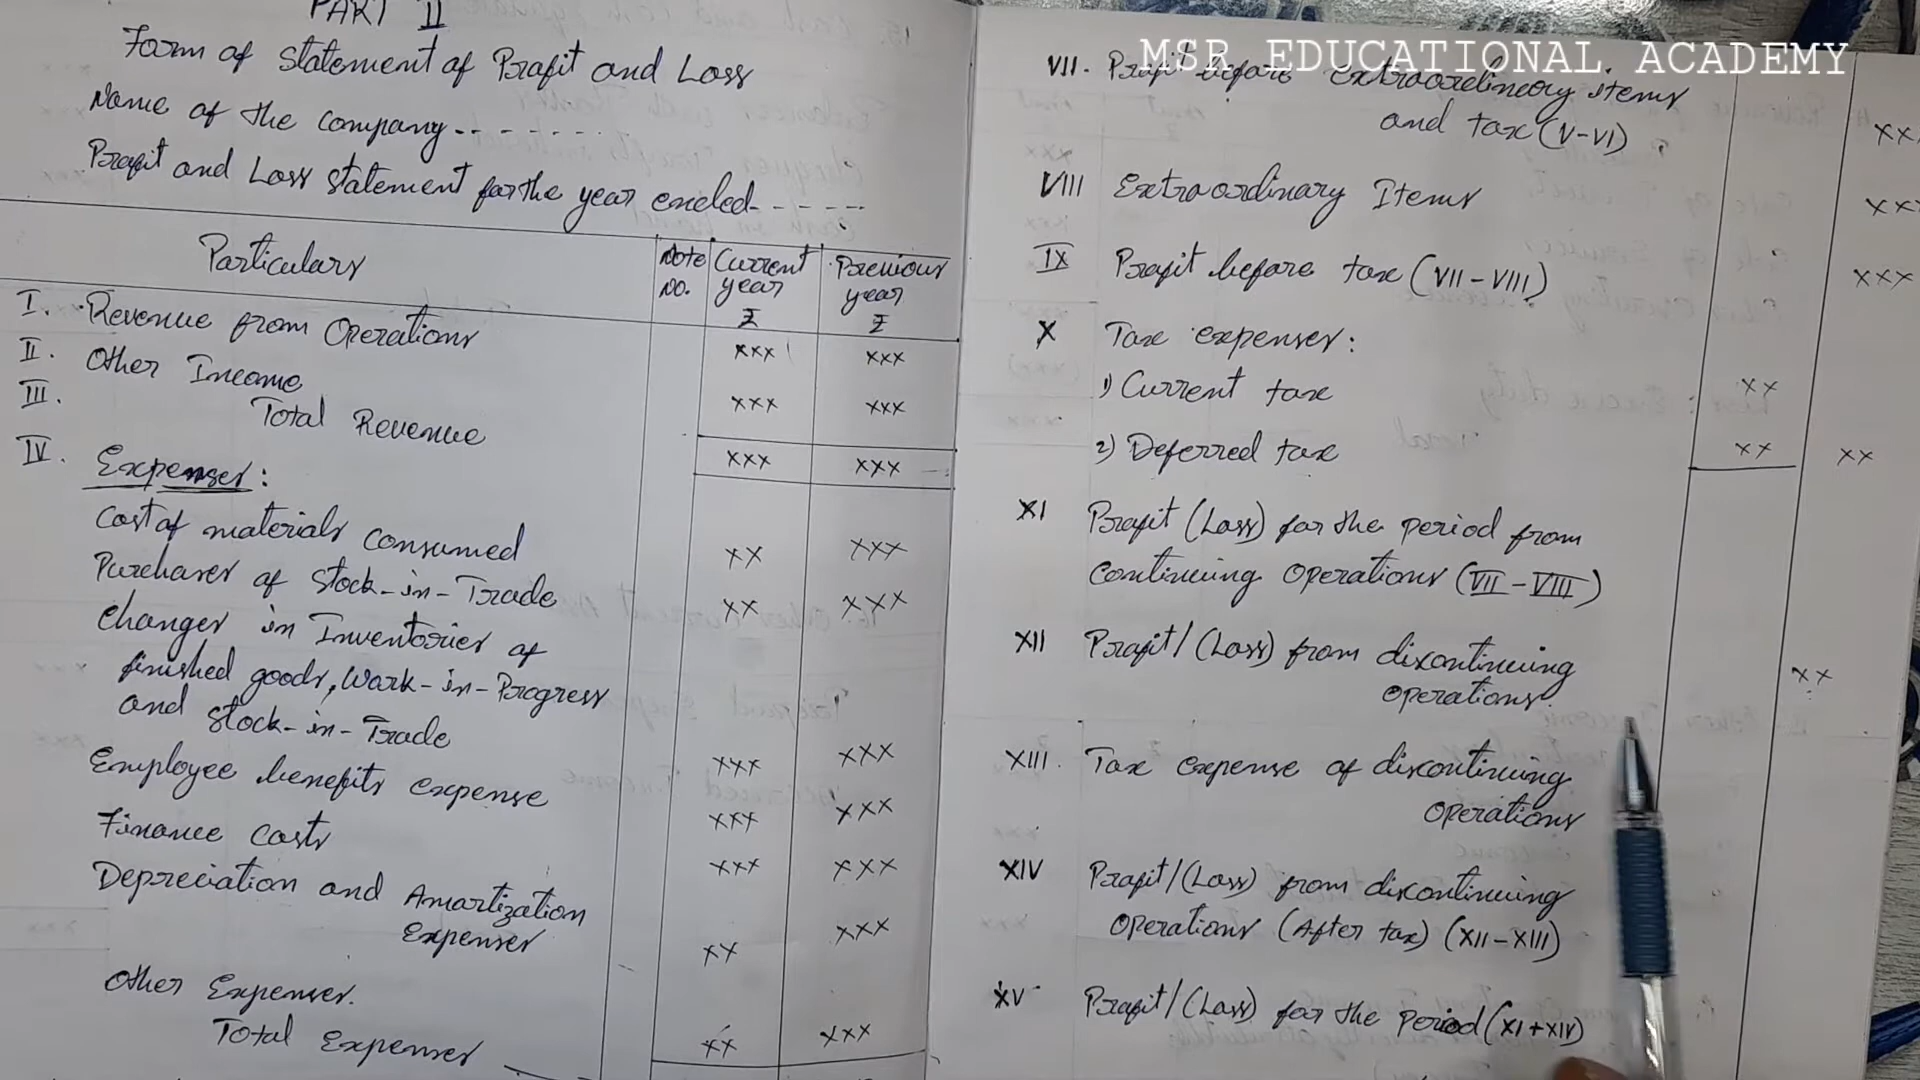 PART II
Form of Statement of Profit and Loss
Name of the company.. - - - - - - - -
Profit and Loss Statement for the year ended - - - - -
Particulars
Note No.
Current year ₹
Previous year ₹
I. Revenue from Operations xxx xxx
II. Other Income xxx xxx
III. Total Revenue xxx xxx
IV. Expenses:
Cost of materials consumed xx xxx
Purchases of Stock-in-Trade xx xxx
changes in Inventories of
finished goods, Work-in-Progress
and Stock-in-Trade xxx xxx
Employee benefits expense xxx xxx
Finance Costs xxx xxx
Depreciation and Amortization
Expenses xx xxx
Other Expenses.
Total Expenses xx xxx
MSR EDUCATIONAL ACADEMY
VII. Profit before extraordinary items
and tax (V-VI) xxx
VIII Extraordinary Items xxx
IX Profit before tax (VII-VIII) xxx
X Tax expenses:
1) Current tax xx
2) Deferred tax xx xx
XI Profit (Loss) for the period from
continuing operations (VII-VIII)
XII Profit/(Loss) from discontinuing
operations. xx
XIII. Tax expense of discontinuing
operations
XIV Profit/(Loss) from discontinuing
operations (After tax) (XII-XIII)
XV Profit/(Loss) for the period (XI+XIV)